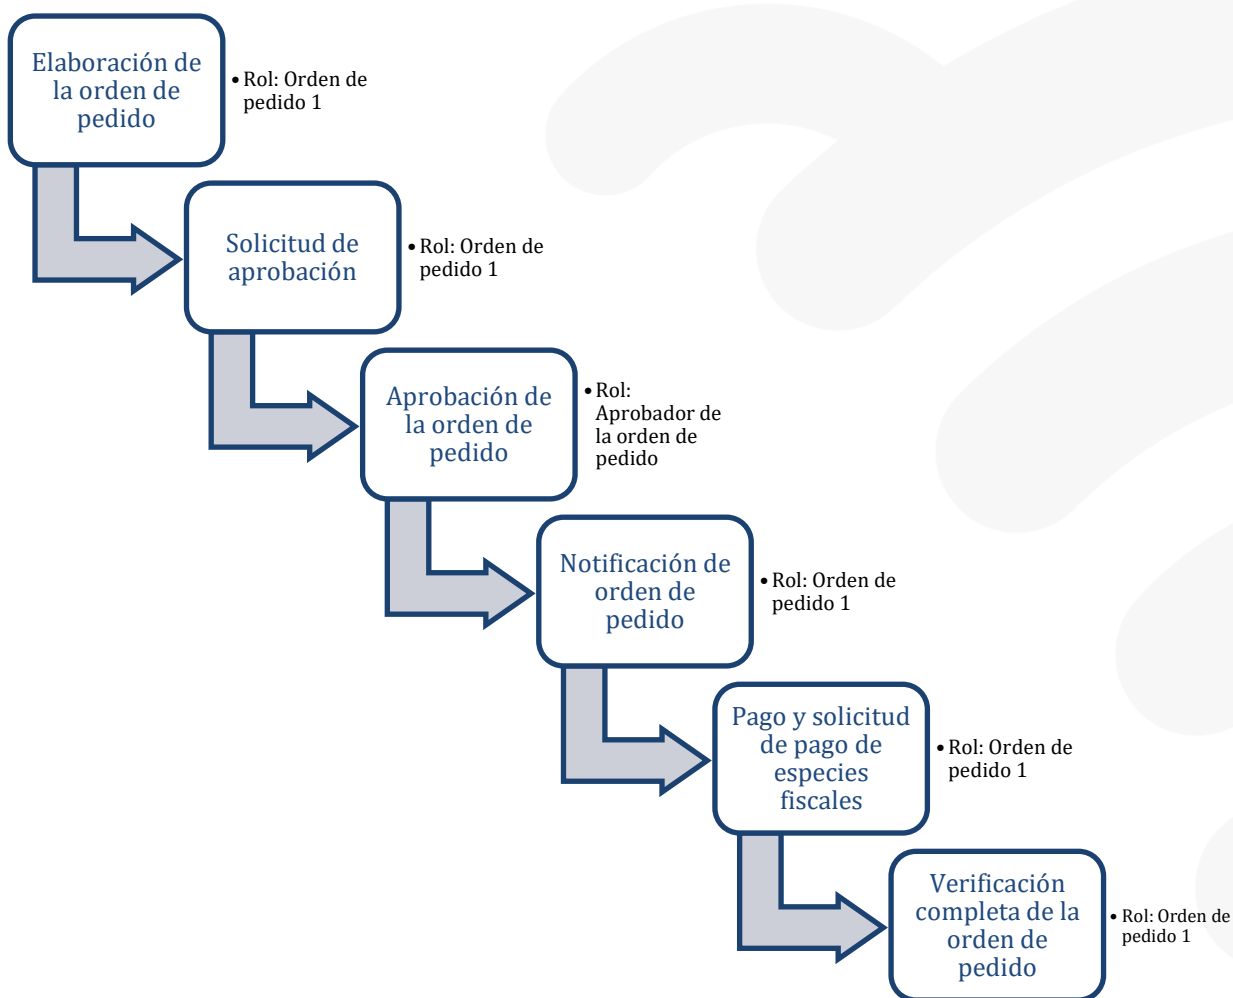 Elaboración de
la orden de
pedido
• Rol: Orden de
pedido 1
Solicitud de
aprobación
• Rol: Orden de
pedido 1
Aprobación de
la orden de
pedido
• Rol:
Aprobador de
la orden de
pedido
Notificación de
orden de
pedido
• Rol: Orden de
pedido 1
Pago y solicitud
de pago de
especies
fiscales
• Rol: Orden de
pedido 1
Verificación
completa de la
orden de
pedido
• Rol: Orden de
pedido 1